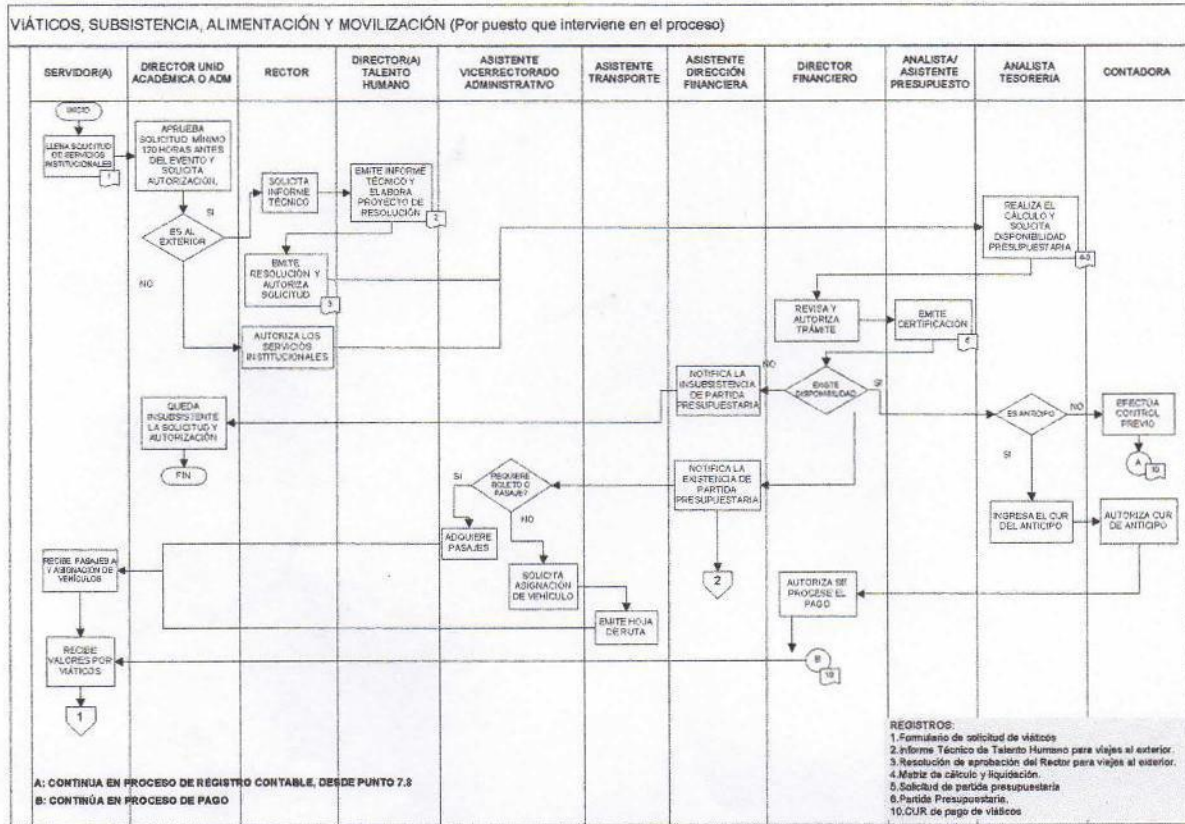 VIÁTICOS, SUBSISTENCIA, ALIMENTACIÓN Y MOVILIZACIÓN (Por puesto que interviene en el proceso)
SERVIDOR(A)
DIRECTOR UNID
ACADÉMICA O ADM
RECTOR
DIRECTOR(A)
TALENTO
HUMANO
ASISTENTE
VICERRECTORADO
ADMINISTRATIVO
ASISTENTE
TRANSPORTE
ASISTENTE
DIRECCIÓN
FINANCIERA
DIRECTOR
FINANCIERO
ANALISTA/
ASISTENTE
PRESUPUESTO
ANALISTA
TESORERIA
CONTADORA
INICIO
LLENA SOLICITUD
DE SERVICIOS
INSTITUCIONALES
1
APRUEBA
SOLICITUD MÍNIMO
120 HORAS ANTES
DEL EVENTO Y
SOLICITA
AUTORIZACIÓN,
SI
ES AL
EXTERIOR
NO
SOLICITA
INFORME
TÉCNICO
EMITE INFORME
TÉCNICO Y
ELABORA
PROYECTO DE
RESOLUCIÓN
2
EMITE
RESOLUCIÓN Y
AUTORIZA
SOLICITUD
3
AUTORIZA LOS
SERVICIOS
INSTITUCIONALES
REALIZA EL
CÁLCULO Y
SOLICITA
DISPONIBILIDAD
PRESUPUESTARIA
REVISA Y
AUTORIZA
TRÁMITE
EMITE
CERTIFICACIÓN
6
NO
EXISTE
DISPONIBILIDAD
SI
NOTIFICA LA
INSUBSISTENCIA
DE PARTIDA
PRESUPUESTARIA
QUEDA
INSUBSISTENTE
LA SOLICITUD Y
AUTORIZACIÓN
FIN
ES ANTICIPO
NO
SI
EFECTÚA
CONTROL
PREVIO
A
10
NOTIFICA LA
EXISTENCIA DE
PARTIDA
PRESUPUESTARIA
2
SI
REQUIERE
BOLETO O
PASAJE?
NO
ADQUIERE
PASAJES
SOLICITA
ASIGNACIÓN
DE VEHÍCULO
EMITE HOJA
DE RUTA
INGRESA EL CUR
DEL ANTICIPO
AUTORIZA CUR
DE ANTICIPO
AUTORIZA SE
PROCESE EL
PAGO
B
10
RECIBE PASAJES A
Y ASIGNACIÓN DE
VEHÍCULOS
RECIBE
VALORES POR
VIÁTICOS
1
A: CONTINUA EN PROCESO DE REGISTRO CONTABLE, DESDE PUNTO 7.8
B: CONTINÚA EN PROCESO DE PAGO
REGISTROS:
1.Formulario de solicitud de viáticos
2.Informe Técnico de Talento Humano para viajes al exterior.
3.Resolución de aprobación del Rector para viajes al exterior.
4.Matriz de cálculo y liquidación.
5.Solicitud de partida presupuestaria
6.Partida Presupuestaria.
10.CUR de pago de viáticos